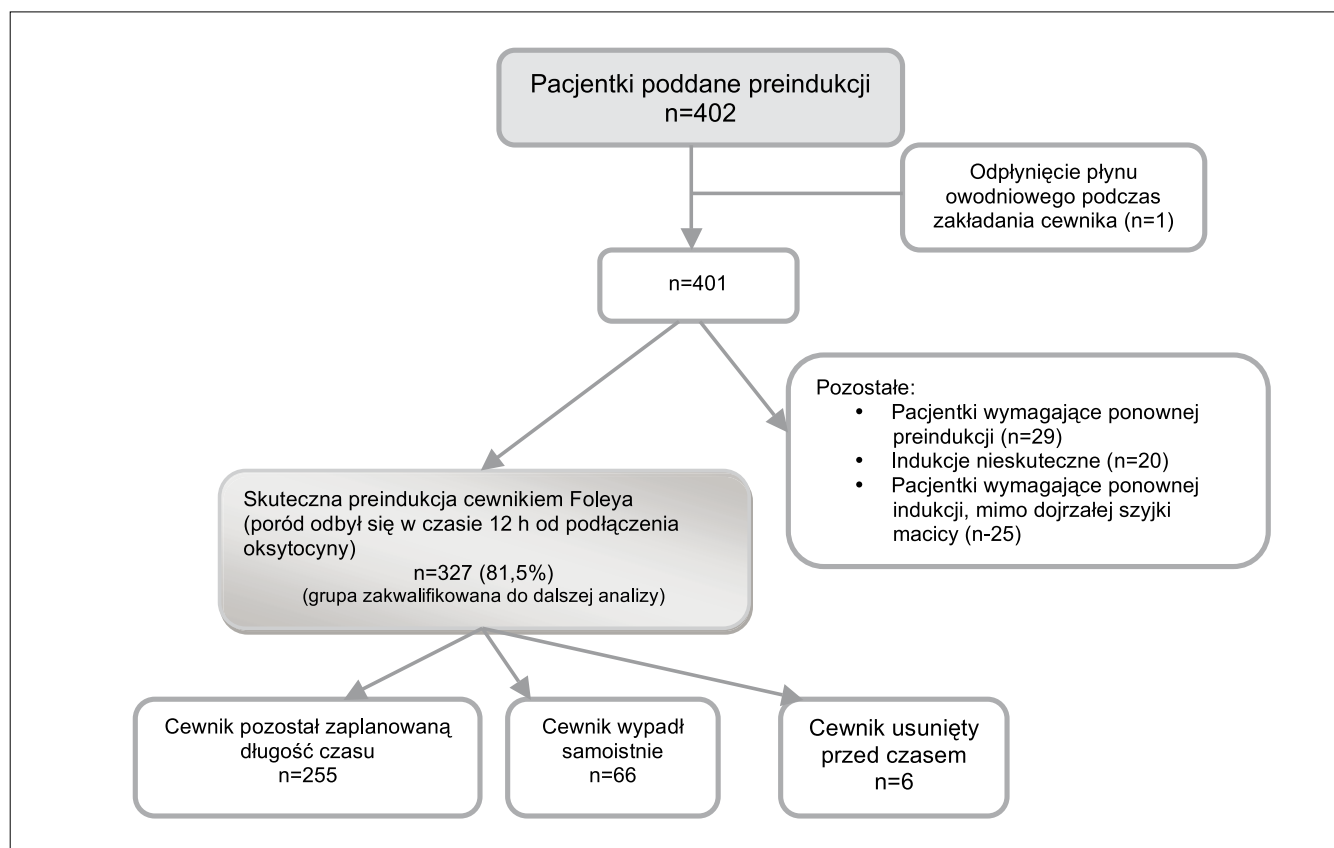 Pacjentki poddane preindukcji
n=402
Odpłynięcie płynu
owodniowego podczas
zakładania cewnika (n=1)
n=401
Pozostałe:
• Pacjentki wymagające ponownej
preindukcji (n=29)
• Indukcje nieskuteczne (n=20)
• Pacjentki wymagające ponownej
indukcji, mimo dojrzałej szyjki
macicy (n-25)
Skuteczna preindukcja cewnikiem Foleya
(poród odbył się w czasie 12 h od podłączenia
oksytocyny)
n=327 (81,5%)
(grupa zakwalifikowana do dalszej analizy)
Cewnik pozostał zaplanowaną
długość czasu
n=255
Cewnik wypadł
samoistnie
n=66
Cewnik usunięty
przed czasem
n=6